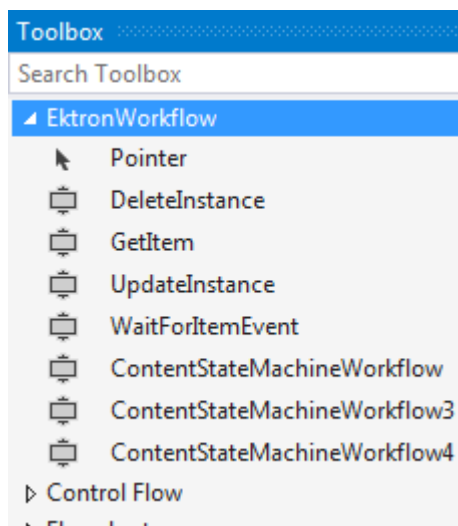 Toolbox
Search Toolbox
EktronWorkflow
Pointer
DeleteInstance
GetItem
UpdateInstance
WaitForItemEvent
ContentStateMachineWorkflow
ContentStateMachineWorkflow3
ContentStateMachineWorkflow4
Control Flow